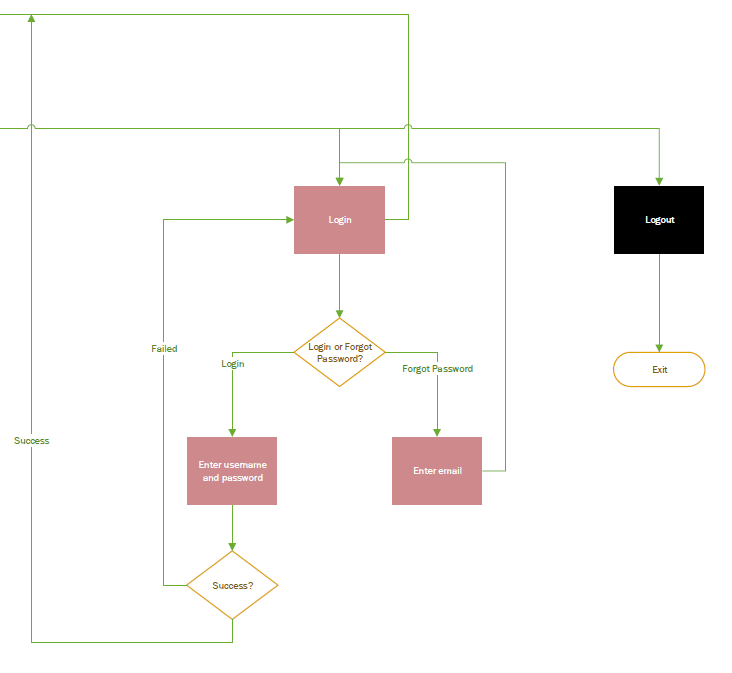 Login
Logout
Failed
Login or Forgot
Password?
Login
Forgot Password
Exit
Success
Enter username
and password
Enter email
Success?